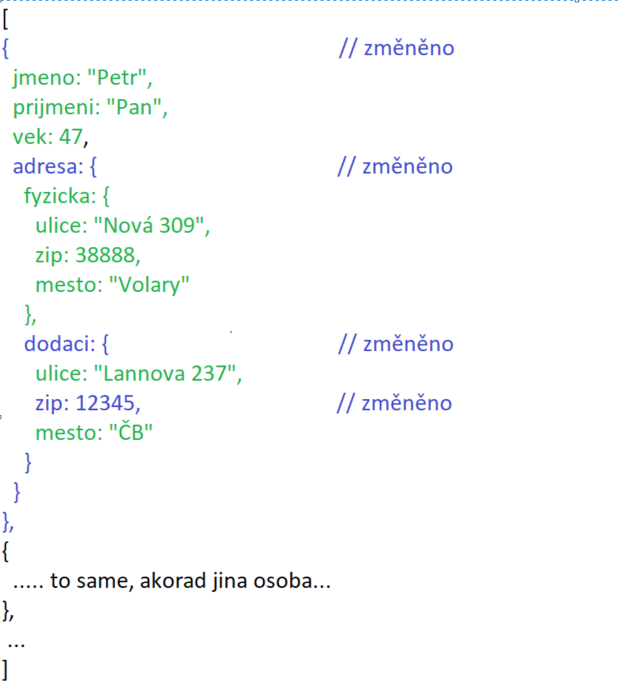 [
{ // změněno
jmeno: "Petr",
prijmeni: "Pan",
vek: 47,
adresa: { // změněno
fyzicka: {
ulice: "Nová 309",
zip: 38888,
mesto: "Volary"
},
dodaci: { // změněno
ulice: "Lannova 237",
zip: 12345, // změněno
mesto: "ČB"
}
}
},
{
..... to same, akorad jina osoba...
},
...
]